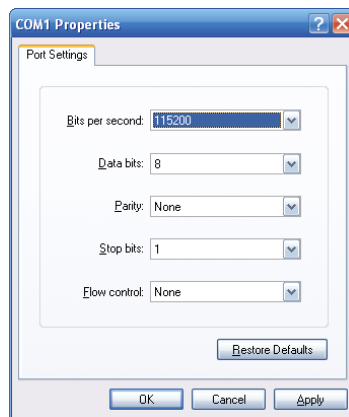 COM1 Properties
Port Settings
Bits per second: 115200
Data bits: 8
Parity: None
Stop bits: 1
Flow control: None
Restore Defaults
OK Cancel Apply